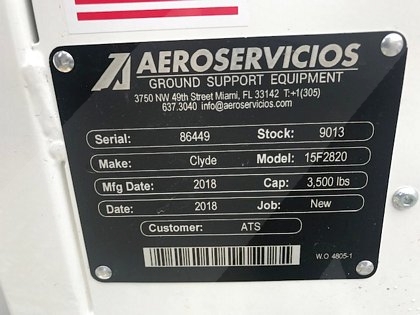 AEROSERVICIOS
GROUND SUPPORT EQUIPMENT
3750 NW 49th Street Miami, FL 33142 T:+1(305)
637.3040 info@aeroservicios.com
Serial: 86449 Stock: 9013
Make: Clyde Model: 15F2820
Mfg Date: 2018 Cap: 3,500 lbs
Date: 2018 Job: New
Customer: ATS
W.O 4805-1